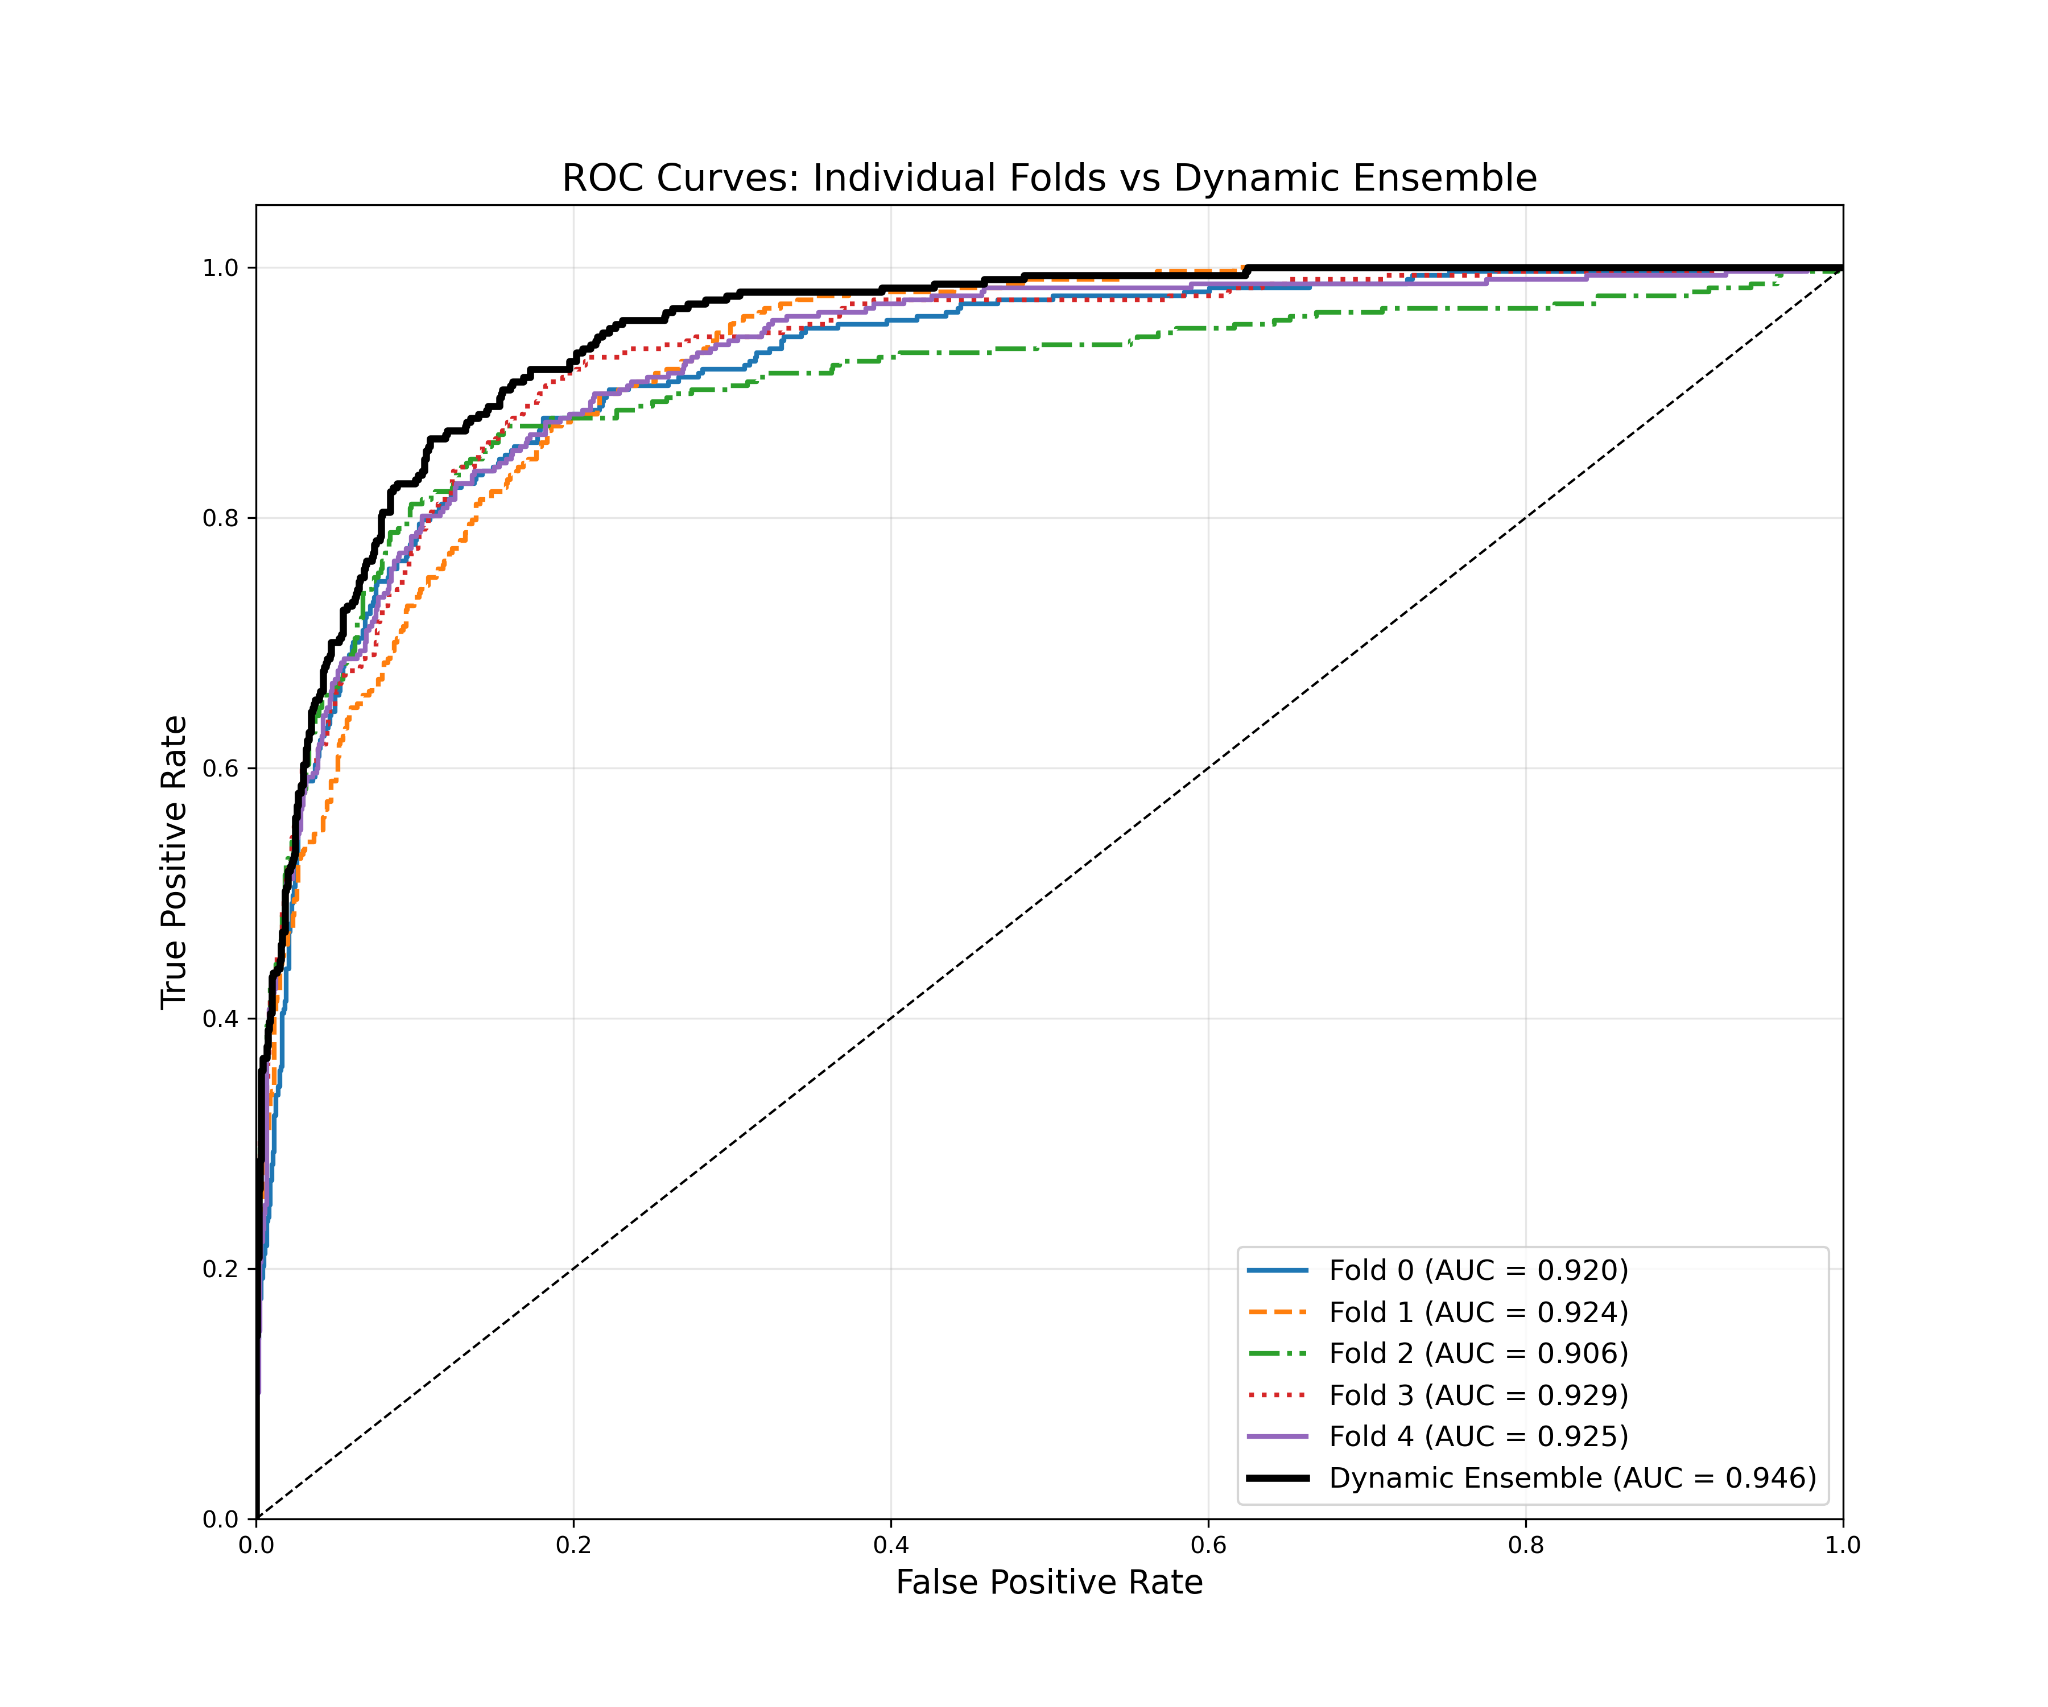 ROC Curves: Individual Folds vs Dynamic Ensemble
True Positive Rate
1.0
0.8
0.6
0.4
0.2
0.0
0.0 0.2 0.4 0.6 0.8 1.0
False Positive Rate
Fold 0 (AUC = 0.920)
Fold 1 (AUC = 0.924)
Fold 2 (AUC = 0.906)
Fold 3 (AUC = 0.929)
Fold 4 (AUC = 0.925)
Dynamic Ensemble (AUC = 0.946)